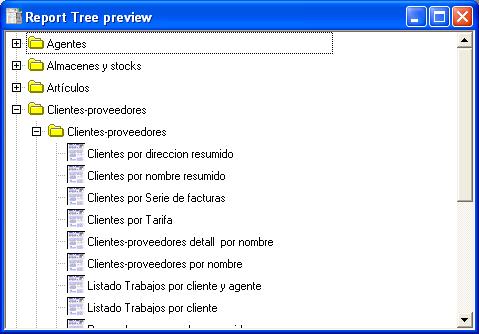 Report Tree preview
Agentes
Almacenes y stocks
Artículos
Clientes-proveedores
Clientes-proveedores
Clientes por direccion resumido
Clientes por nombre resumido
Clientes por Serie de facturas
Clientes por Tarifa
Clientes-proveedores detall por nombre
Clientes-proveedores por nombre
Listado Trabajos por cliente y agente
Listado Trabajos por cliente